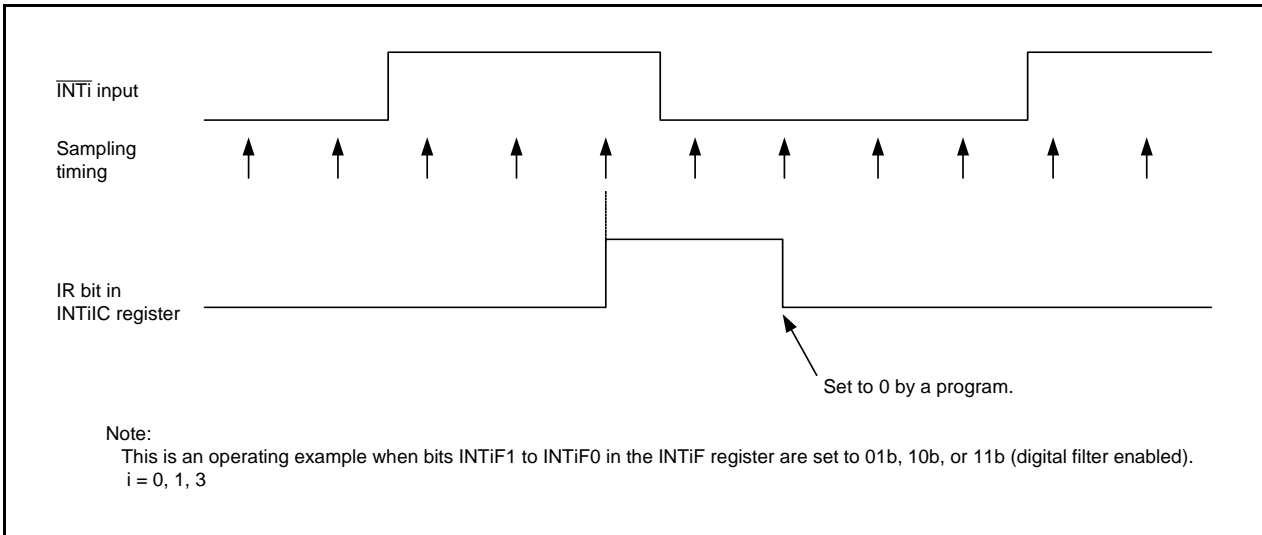 INTi input
Sampling
timing
IR bit in
INTiIC register
Set to 0 by a program.
Note:
This is an operating example when bits INTiF1 to INTiF0 in the INTiF register are set to 01b, 10b, or 11b (digital filter enabled).
i = 0, 1, 3